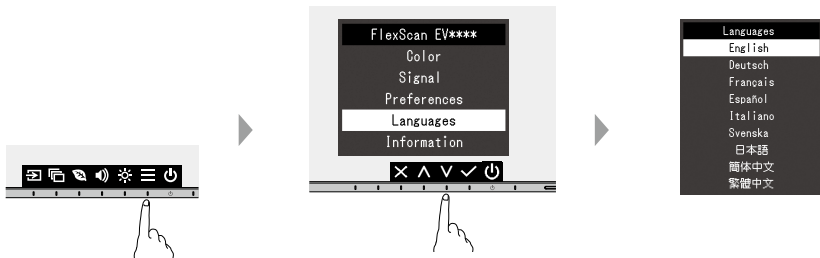 FlexScan EV****
Color
Signal
Preferences
Languages
Information
Languages
English
Deutsch
Français
Español
Italiano
Svenska
日本語
簡体中文
繁體中文